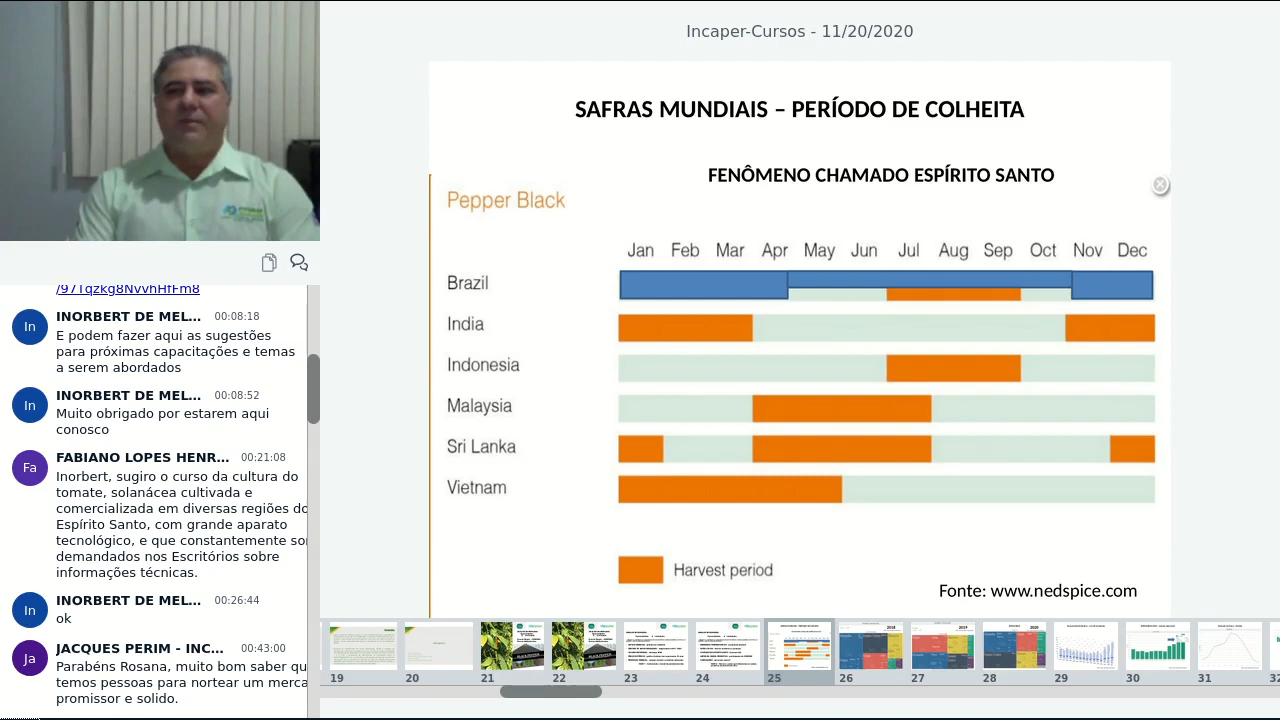 Incaper-Cursos - 11/20/2020
SAFRAS MUNDIAIS – PERÍODO DE COLHEITA
FENÔMENO CHAMADO ESPÍRITO SANTO
Pepper Black
Jan Feb Mar Apr May Jun Jul Aug Sep Oct Nov Dec
Brazil
India
Indonesia
Malaysia
Sri Lanka
Vietnam
Harvest period
Fonte: www.nedspice.com
/971qzkg8NvvhHfFm8
In
INORBERT DE MEL... 00:08:18
E podem fazer aqui as sugestões
para próximas capacitações e temas
a serem abordados
In
INORBERT DE MEL... 00:08:52
Muito obrigado por estarem aqui
conosco
Fa
FABIANO LOPES HENR... 00:21:08
Inorbert, sugiro o curso da cultura do
tomate, solanácea cultivada e
comercializada em diversas regiões do
Espírito Santo, com grande aparato
tecnológico, e que constantemente so
demandados nos Escritórios sobre
informações técnicas.
In
INORBERT DE MEL... 00:26:44
ok
Ja
JACQUES PERIM - INC... 00:43:00
Parabéns Rosana, muito bom saber qu
temos pessoas para nortear um merca
promissor e solido.
19 20 21 22 23 24 25 26 27 28 29 30 31 32